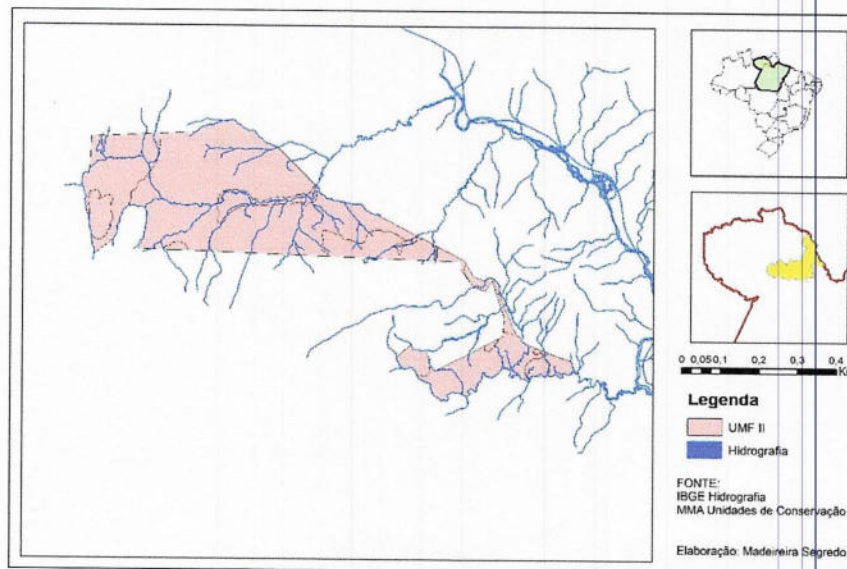 0 0,05 0,1 0,2 0,3 0,4
Legenda
UMF II
Hidrografia
FONTE:
IBGE Hidrografia
MMA Unidades de Conservação
Elaboração: Madeireira Segredo